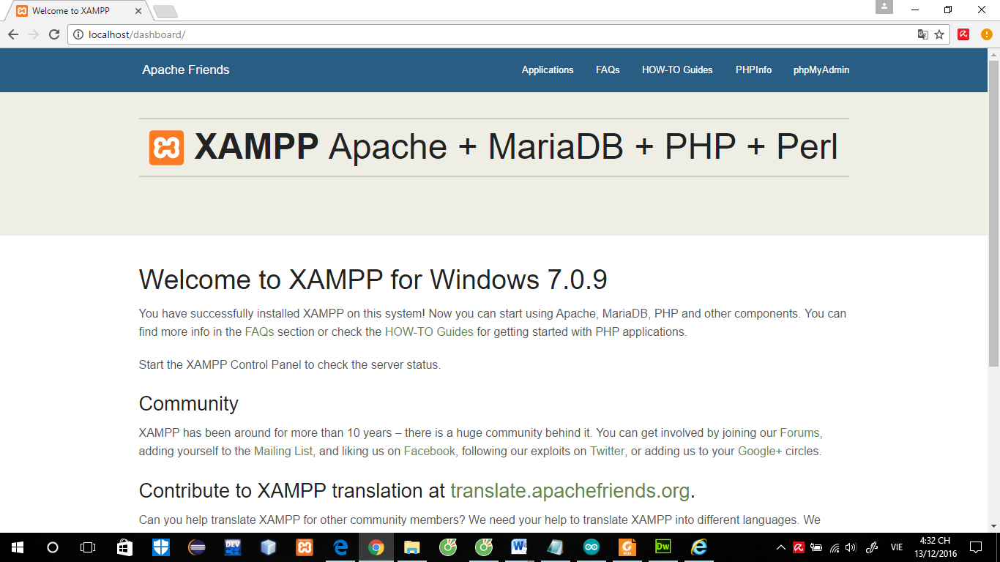 Welcome to XAMPP
localhost/dashboard/
Apache Friends
Applications FAQs HOW-TO Guides PHPInfo phpMyAdmin
XAMPP Apache + MariaDB + PHP + Perl
Welcome to XAMPP for Windows 7.0.9
You have successfully installed XAMPP on this system! Now you can start using Apache, MariaDB, PHP and other components. You can
find more info in the FAQs section or check the HOW-TO Guides for getting started with PHP applications.
Start the XAMPP Control Panel to check the server status.
Community
XAMPP has been around for more than 10 years – there is a huge community behind it. You can get involved by joining our Forums,
adding yourself to the Mailing List, and liking us on Facebook, following our exploits on Twitter, or adding us to your Google+ circles.
Contribute to XAMPP translation at translate.apachefriends.org.
Can you help translate XAMPP for other community members? We need your help to translate XAMPP into different languages. We
DEV
PDF
Dw
VIE
4:32 CH
13/12/2016